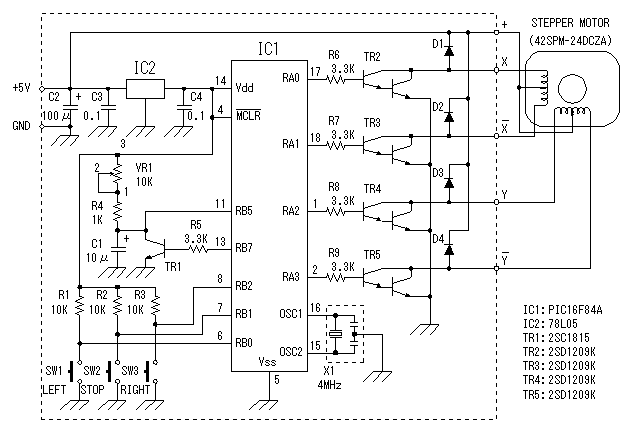 +
STEPPER MOTOR
(42SPM-24DCZA)
IC1
R6
3.3K
TR2
D1
X
IC2
+5V
14
Vdd
RA0
17
C2
+
100μ
C3
0.1
C4
0.1
4
MCLR
D2
GND
R7
3.3K
TR3
X
RA1
18
3
2
VR1
10K
1
D3
R4
1K
R8
3.3K
TR4
Y
11
RB5
RA2
1
C1
10μ
+
R5
3.3K
TR1
13
RB7
D4
R9
3.3K
TR5
Y
RA3
2
8
RB2
R1
10K
R2
10K
R3
10K
7
RB1
OSC1
16
6
RB0
OSC2
15
X1
4MHz
Vss
5
SW1
LEFT
SW2
STOP
SW3
RIGHT
IC1: PIC16F84A
IC2: 78L05
TR1: 2SC1815
TR2: 2SD1209K
TR3: 2SD1209K
TR4: 2SD1209K
TR5: 2SD1209K